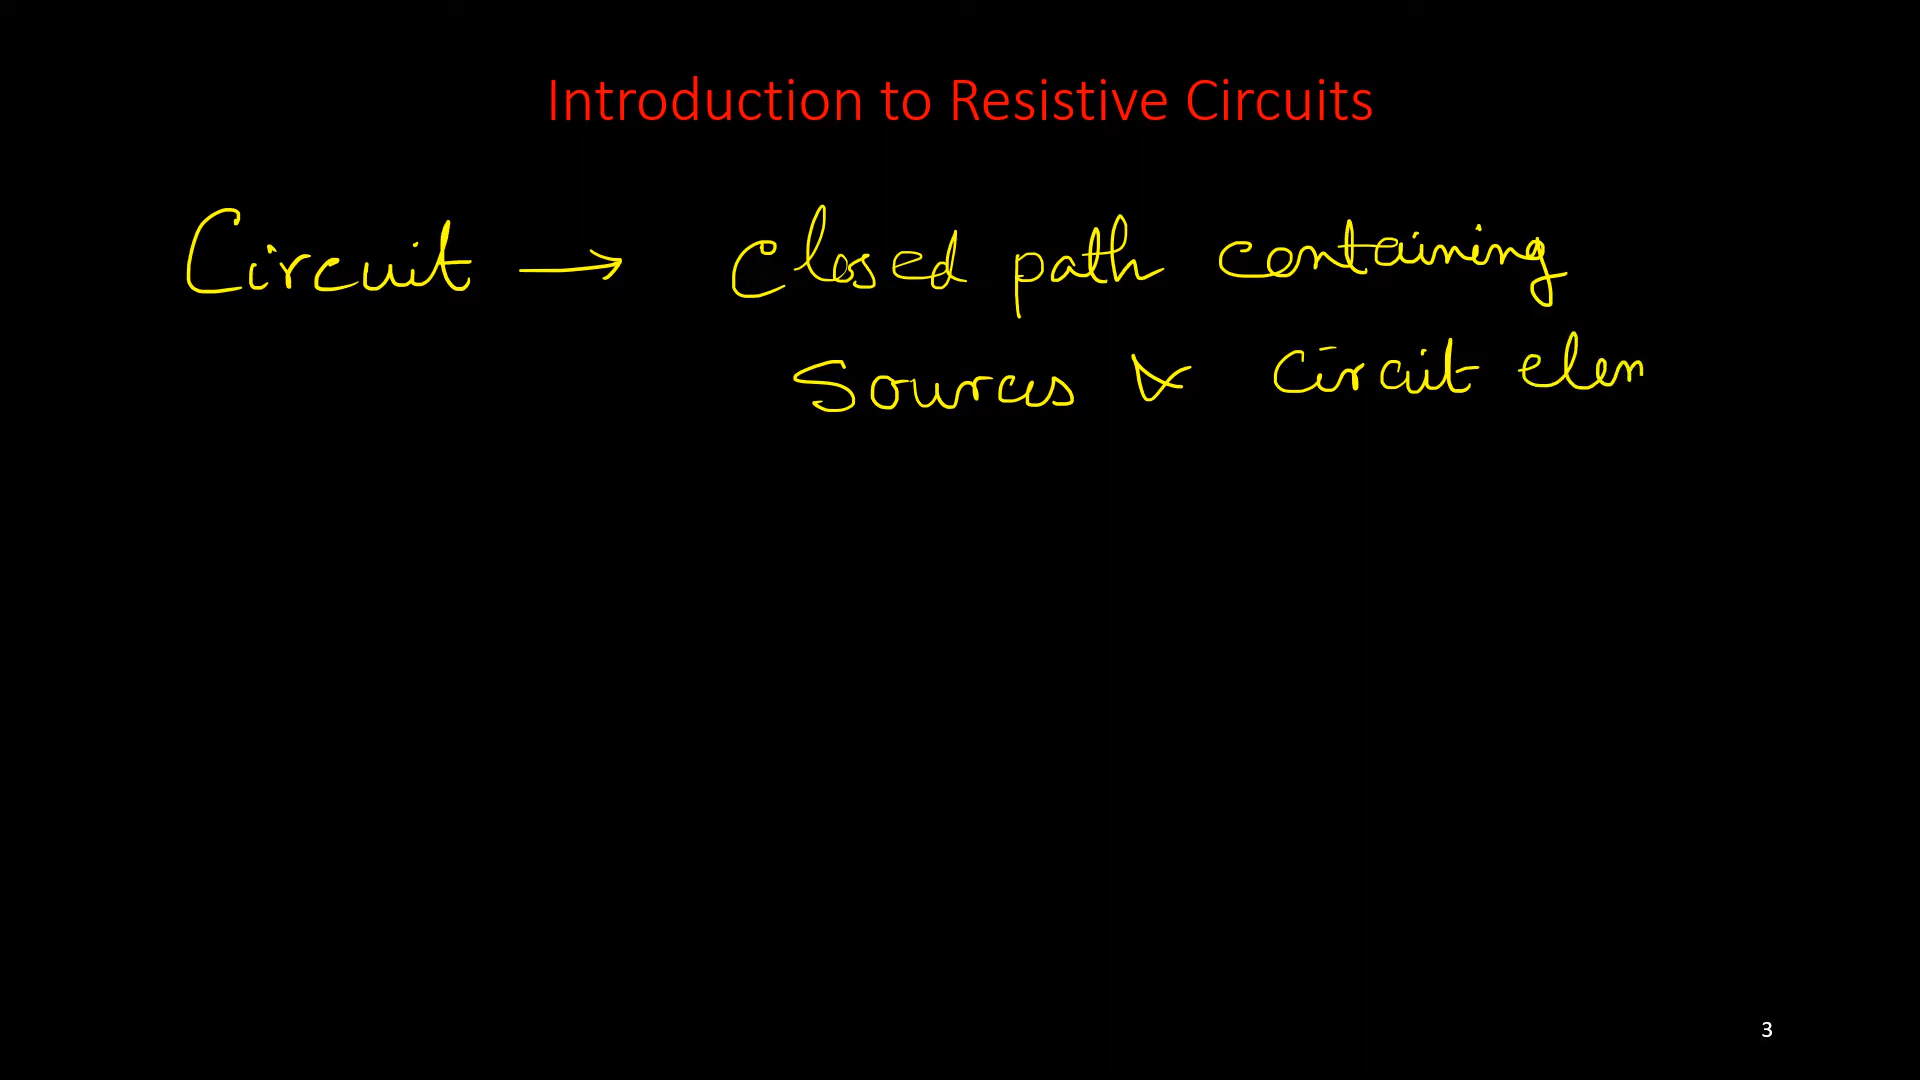 Introduction to Resistive Circuits
Circuit → Closed path containing
Sources & Circuit elem
3